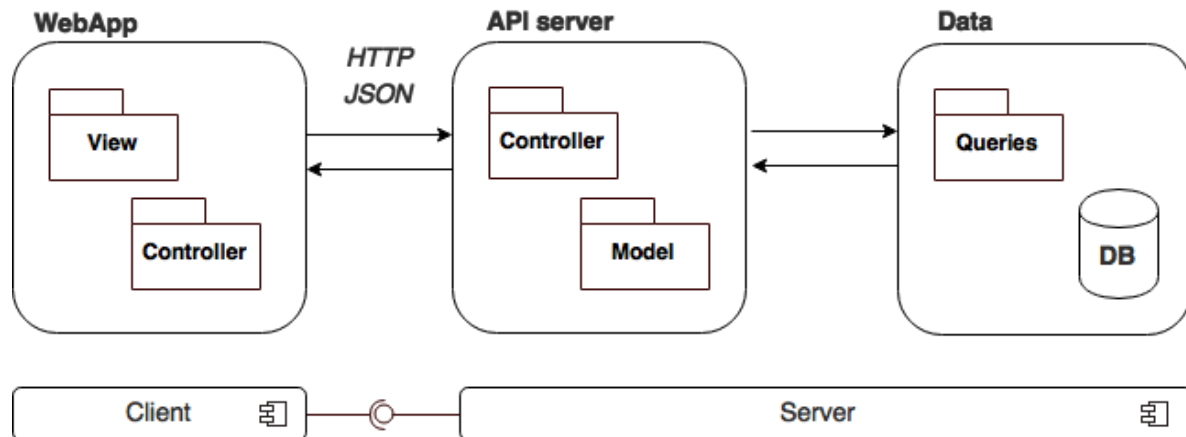 WebApp
API server
Data
HTTP
JSON
View
Controller
Controller
Model
Queries
DB
Client
Server